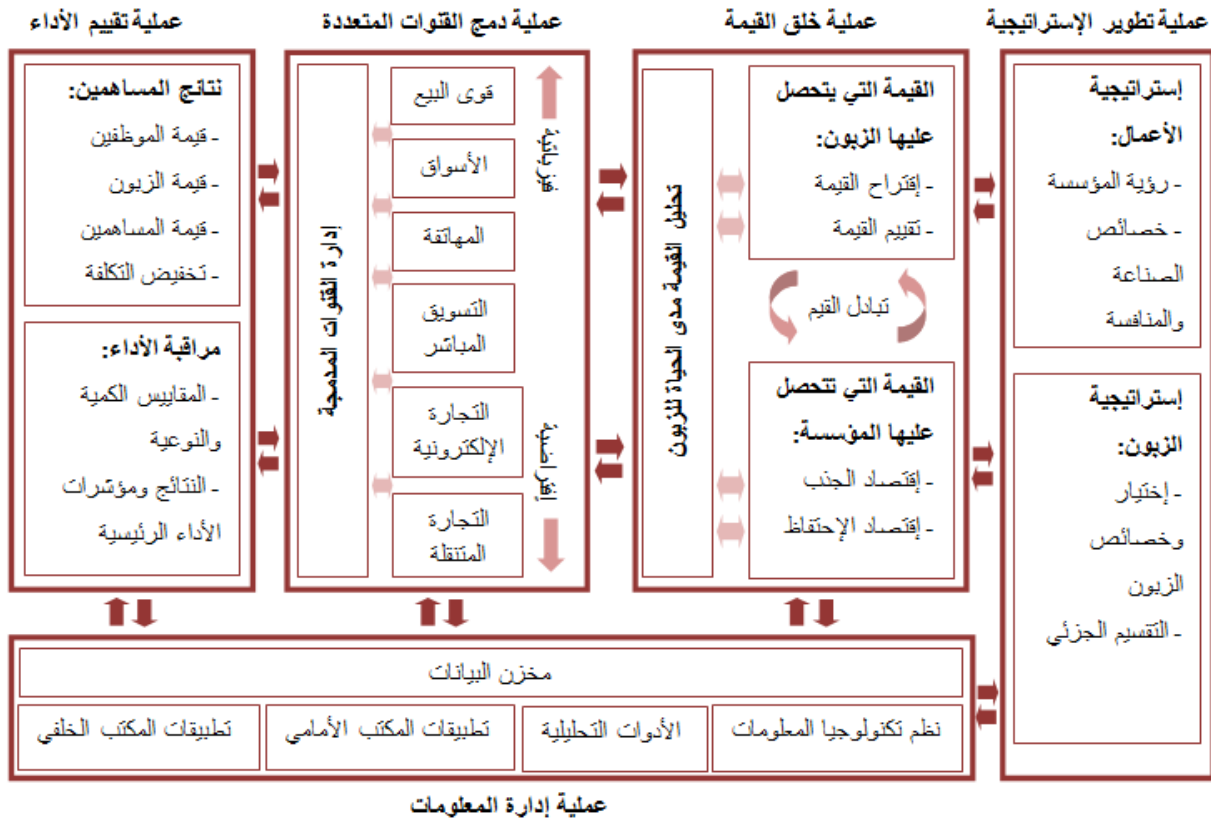 عملية تطوير الإستراتيجية
إستراتيجية
الأعمال:
- رؤية المؤسسة
- خصائص
الصناعة
والمنافسة
إستراتيجية
الزبون:
- إختيار
وخصائص
الزبون
- التقسيم الجزئي
عملية خلق القيمة
القيمة التي يتحصل
عليها الزبون:
- إقتراح القيمة
- تقييم القيمة
تبادل القيم
القيمة التي تتحصل
عليها المؤسسة:
- إقتصاد الجذب
- إقتصاد الإحتفاظ
تحليل القيمة مدى الحياة للزبون
عملية دمج القنوات المتعددة
فيزيائية
إفتراضية
قوى البيع
الأسواق
المهاتفة
التسويق
المباشر
التجارة
الإلكترونية
التجارة
المتنقلة
إدارة القنوات المدمجة
عملية تقييم الأداء
نتائج المساهمين:
- قيمة الموظفين
- قيمة الزبون
- قيمة المساهمين
- تخفيض التكلفة
مراقبة الأداء:
- المقاييس الكمية
والنوعية
- النتائج ومؤشرات
الأداء الرئيسية
مخزن البيانات
نظم تكنولوجيا المعلومات
الأدوات التحليلية
تطبيقات المكتب الأمامي
تطبيقات المكتب الخلفي
عملية إدارة المعلومات